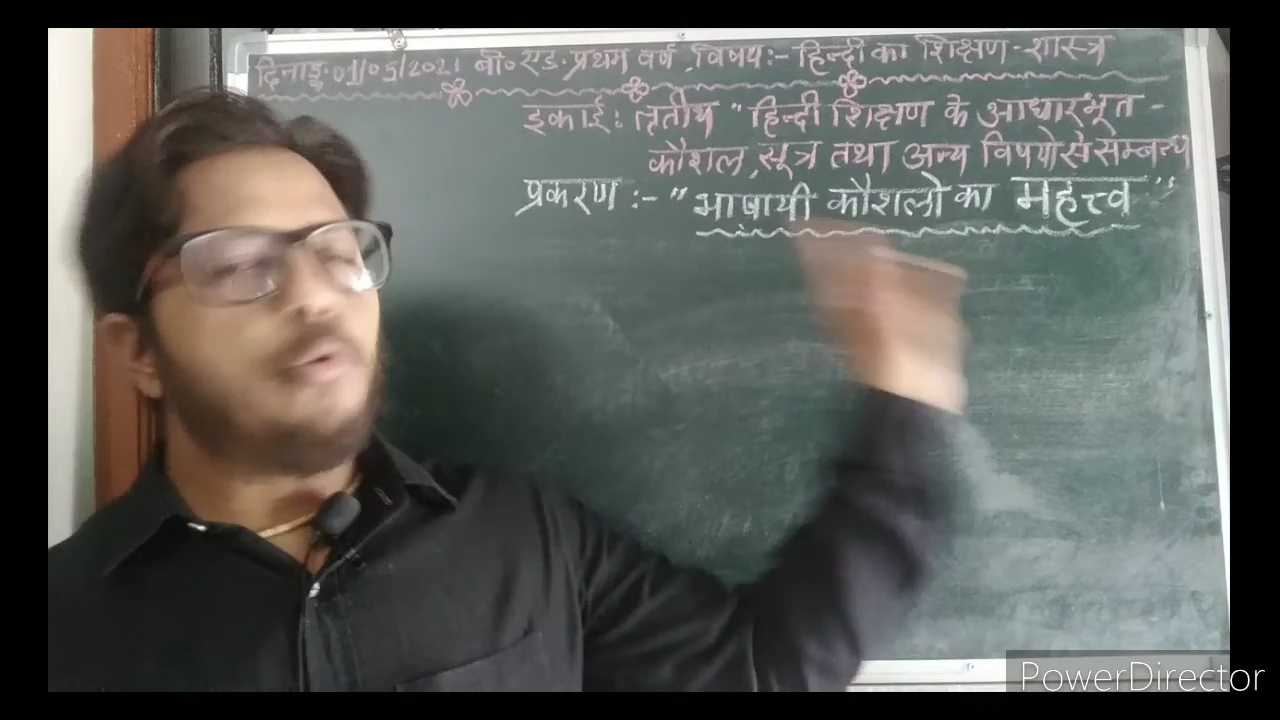 दिनाङ्क·01/05/2021 बी०एड·प्रथम वर्ष ,विषय:- हिन्दी का शिक्षण-शास्त्र
इकाई: तृतीय "हिन्दी शिक्षण के आधारभूत -
कौशल, सूत्र तथा अन्य विषयों से सम्बन्ध
प्रकरण :- "भाषायी कौशलों का महत्त्व"
PowerDirector